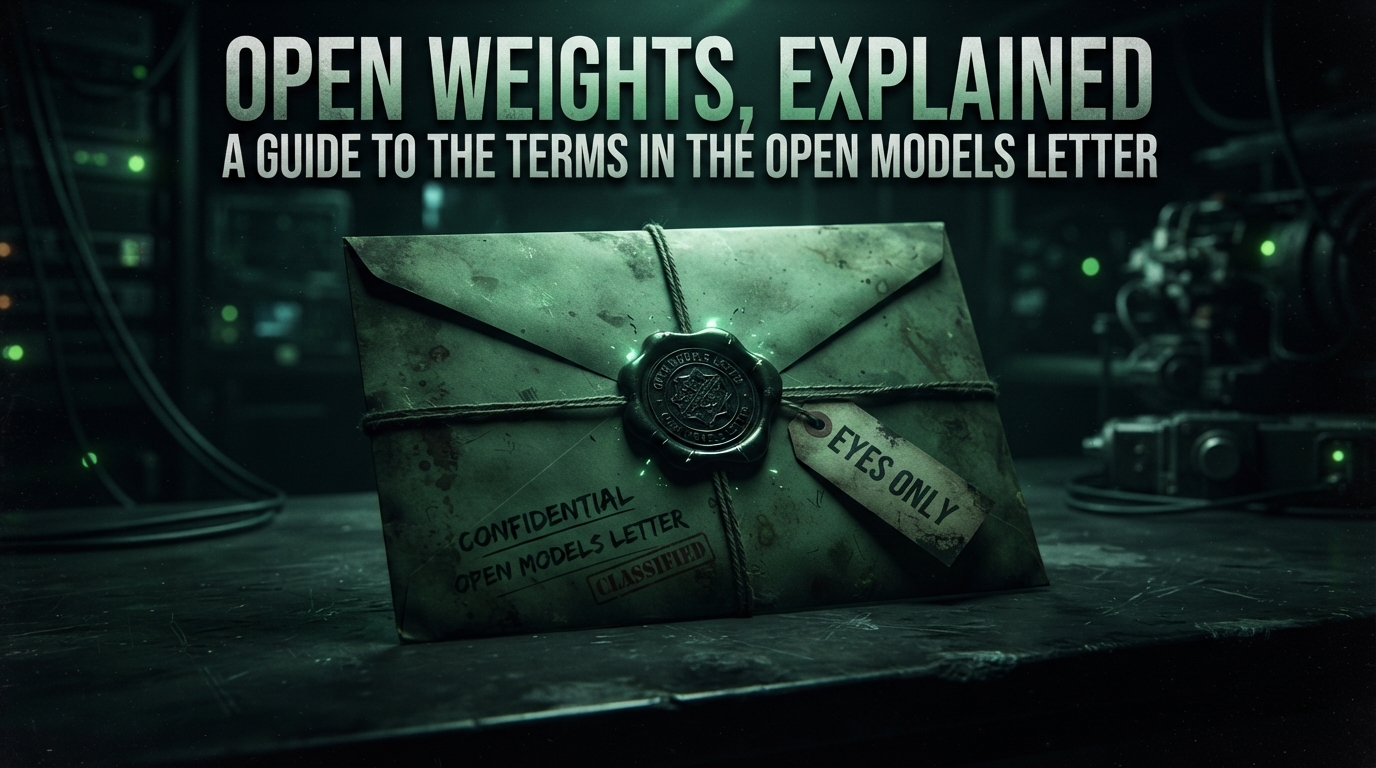 OPEN WEIGHTS, EXPLAINED
A GUIDE TO THE TERMS IN THE OPEN MODELS LETTER
EYES ONLY
CONFIDENTIAL
OPEN MODELS LETTER
CLASSIFIED